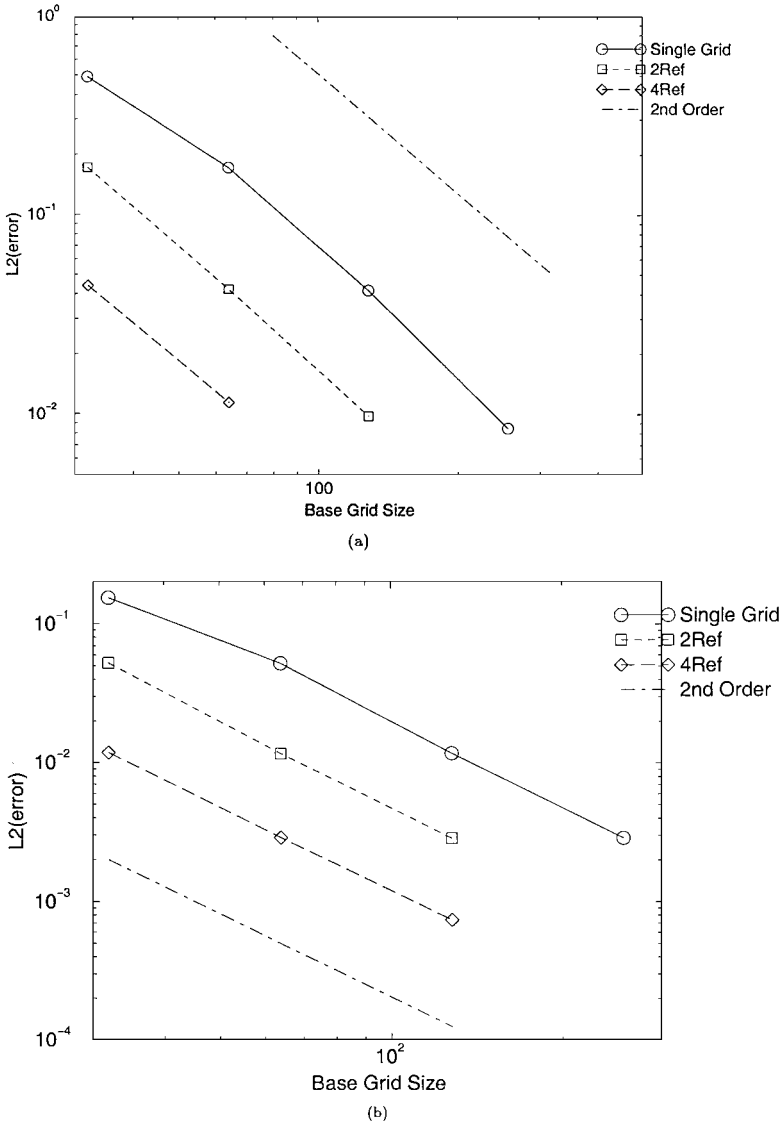 10^0
10^-1
10^-2
L2(error)
100
Base Grid Size
Single Grid
2Ref
4Ref
2nd Order
(a)
10^-1
10^-2
10^-3
10^-4
L2(error)
10^2
Base Grid Size
Single Grid
2Ref
4Ref
2nd Order
(b)